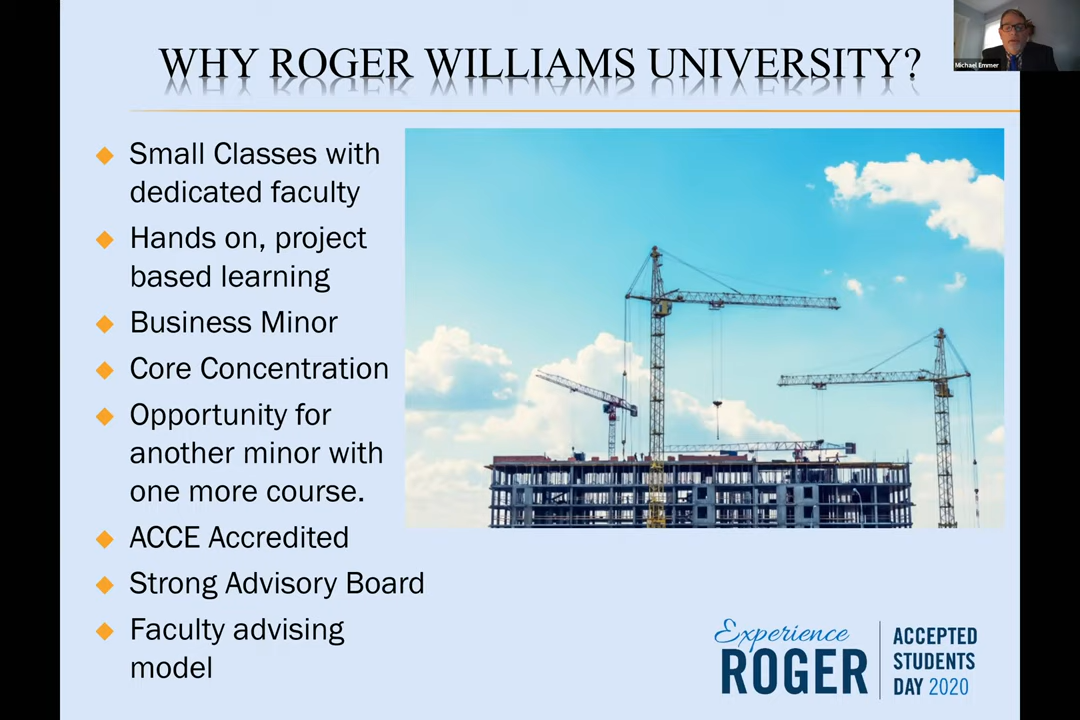 WHY ROGER WILLIAMS UNIVERSITY?
Michael Emmer
Small Classes with
dedicated faculty
Hands on, project
based learning
Business Minor
Core Concentration
Opportunity for
another minor with
one more course.
ACCE Accredited
Strong Advisory Board
Faculty advising
model
Experience
ROGER
ACCEPTED
STUDENTS
DAY 2020